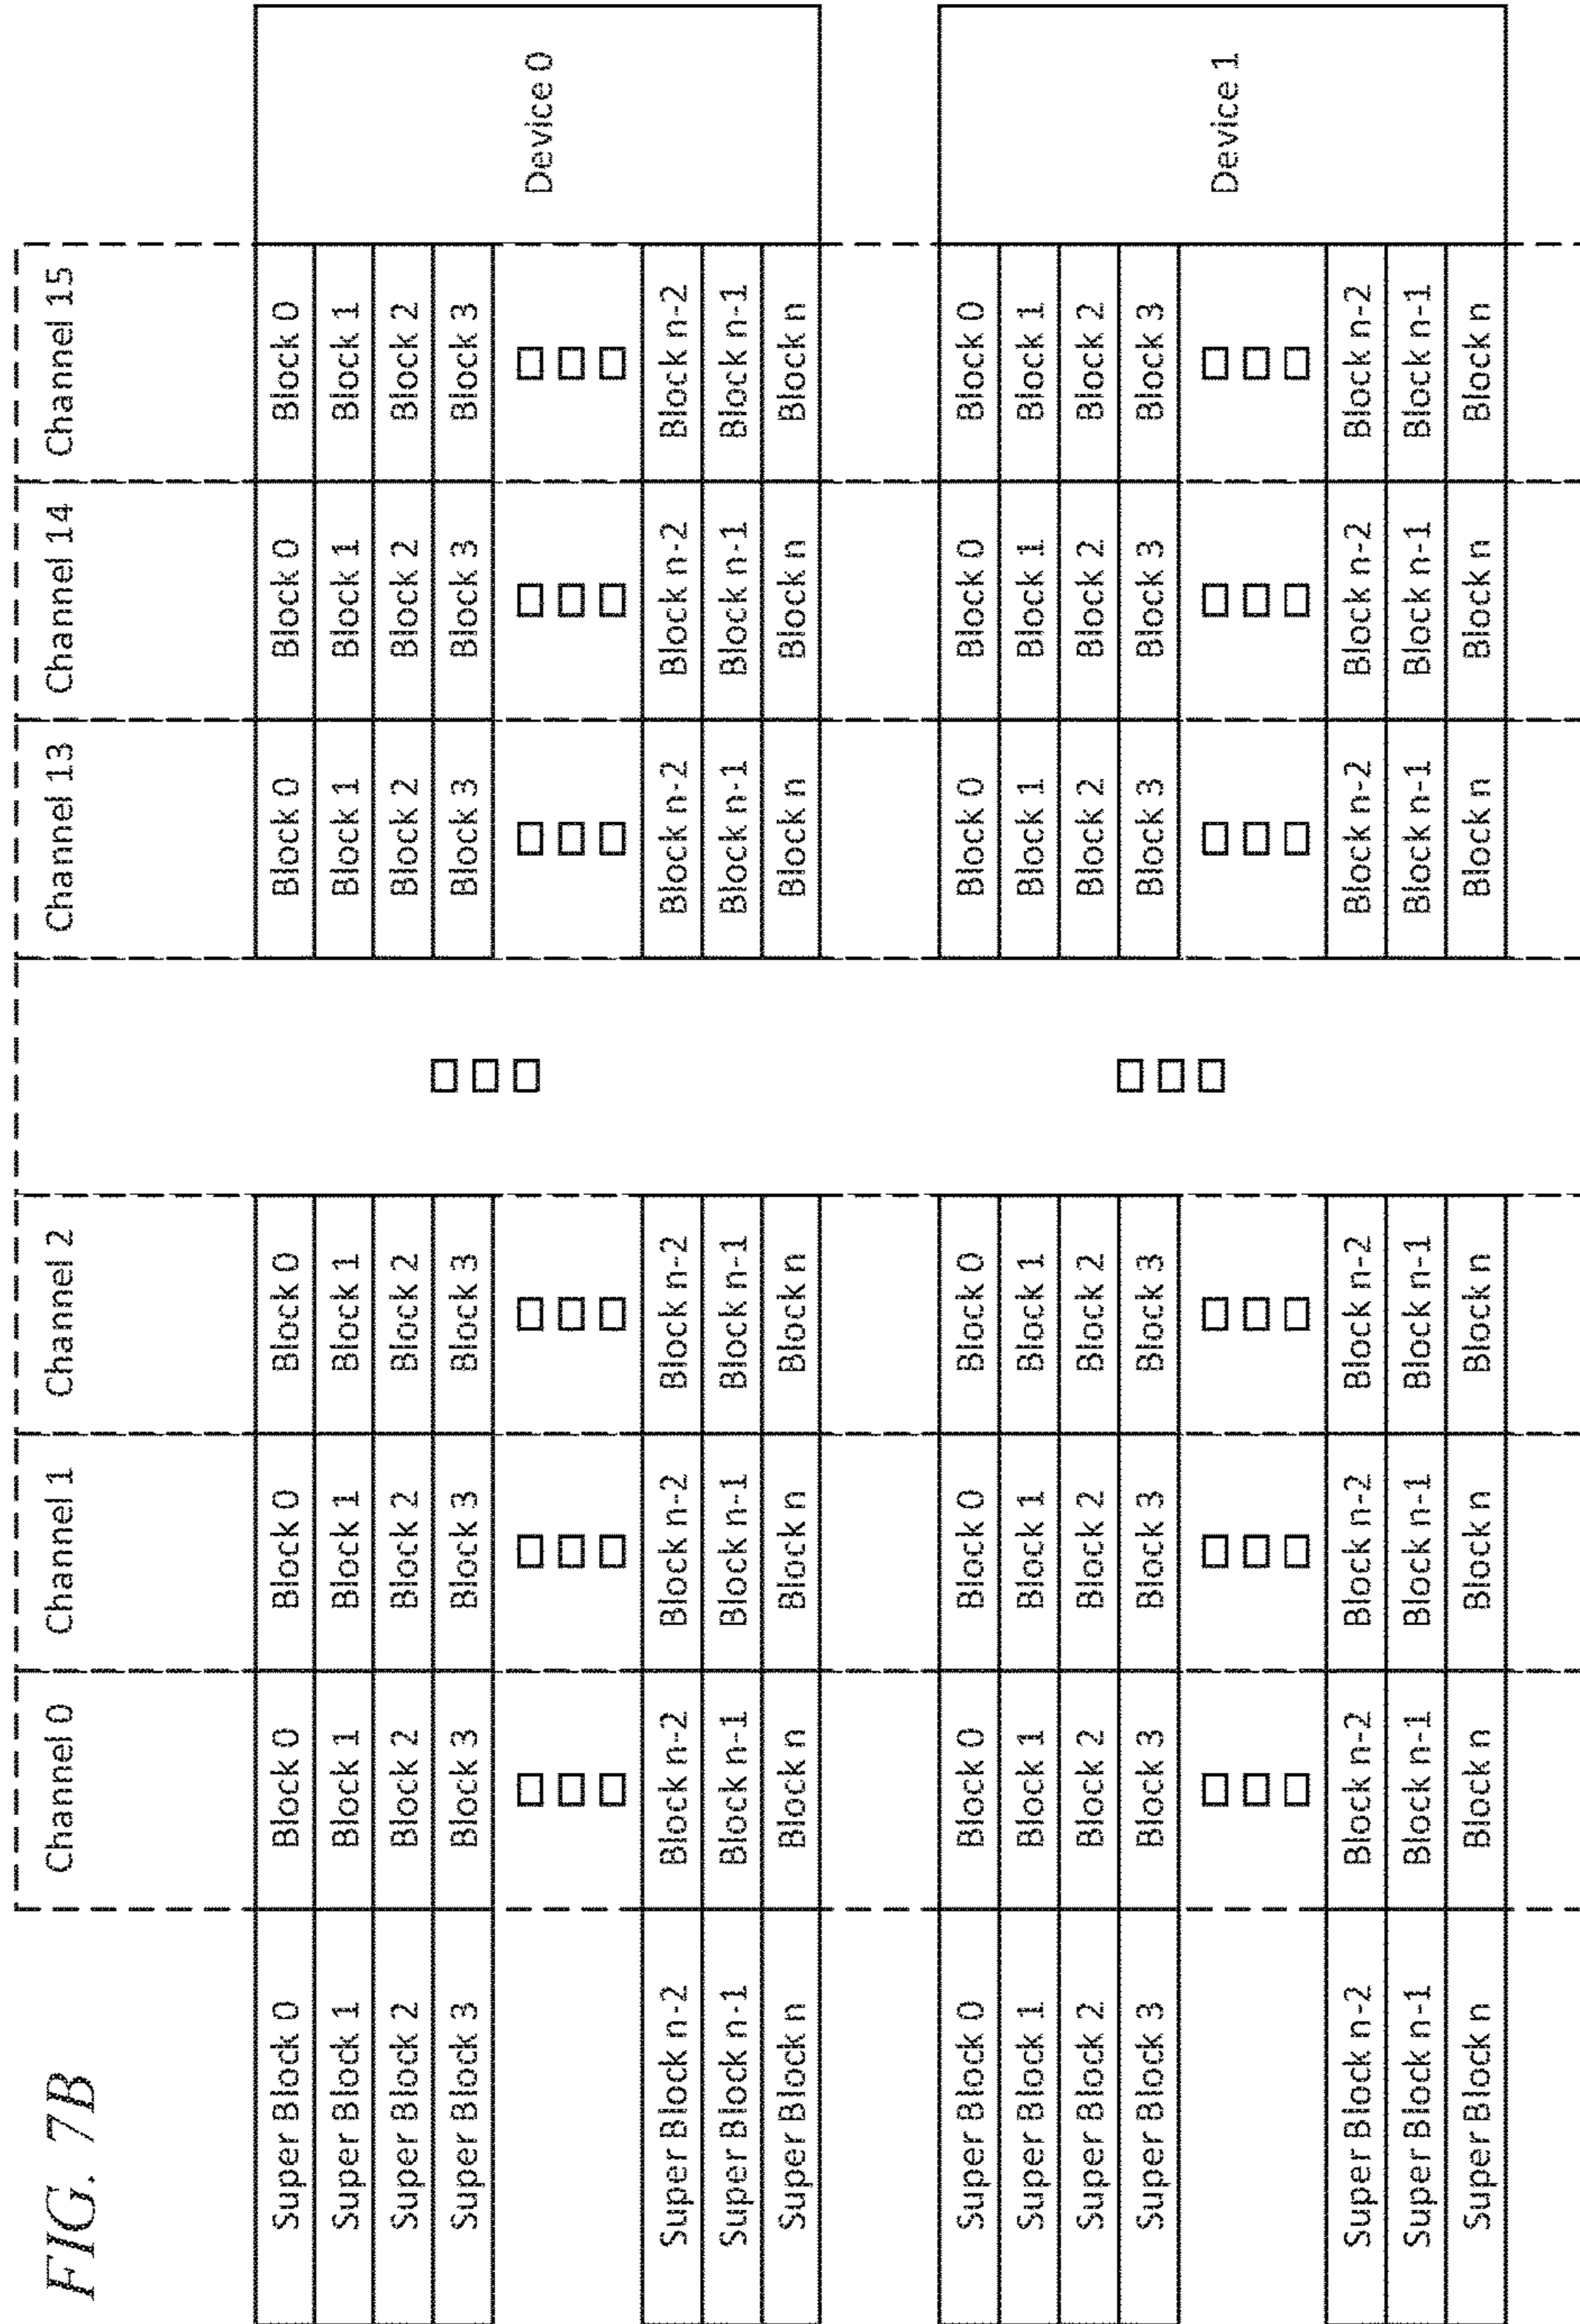 FIG. 7B
Channel 0 Channel 1 Channel 2 Channel 13 Channel 14 Channel 15
Super Block 0 Block 0 Block 0 Block 0 Block 0 Block 0 Block 0
Super Block 1 Block 1 Block 1 Block 1 Block 1 Block 1 Block 1
Super Block 2 Block 2 Block 2 Block 2 Block 2 Block 2 Block 2
Super Block 3 Block 3 Block 3 Block 3 Block 3 Block 3 Block 3
Device 0
Super Block n-2 Block n-2 Block n-2 Block n-2 Block n-2 Block n-2 Block n-2
Super Block n-1 Block n-1 Block n-1 Block n-1 Block n-1 Block n-1 Block n-1
Super Block n Block n Block n Block n Block n Block n Block n
Super Block 0 Block 0 Block 0 Block 0 Block 0 Block 0 Block 0
Super Block 1 Block 1 Block 1 Block 1 Block 1 Block 1 Block 1
Super Block 2 Block 2 Block 2 Block 2 Block 2 Block 2 Block 2
Super Block 3 Block 3 Block 3 Block 3 Block 3 Block 3 Block 3
Device 1
Super Block n-2 Block n-2 Block n-2 Block n-2 Block n-2 Block n-2 Block n-2
Super Block n-1 Block n-1 Block n-1 Block n-1 Block n-1 Block n-1 Block n-1
Super Block n Block n Block n Block n Block n Block n Block n